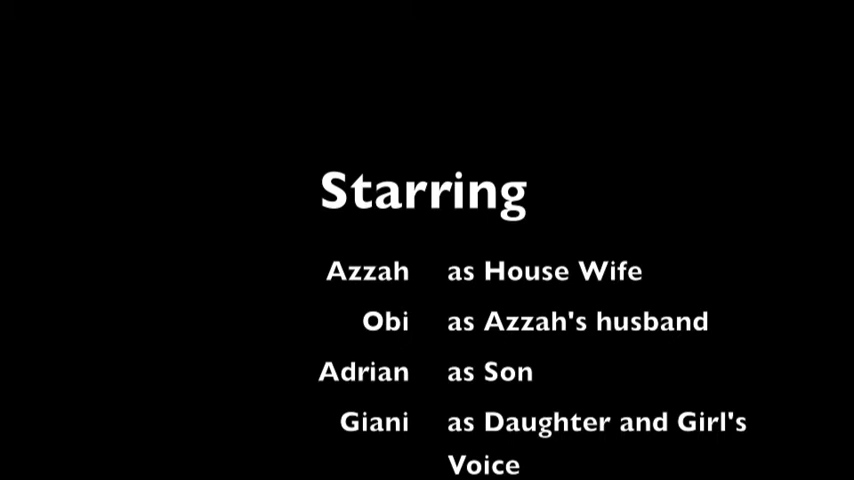 Starring
Azzah as House Wife
Obi as Azzah's husband
Adrian as Son
Giani as Daughter and Girl's
Voice